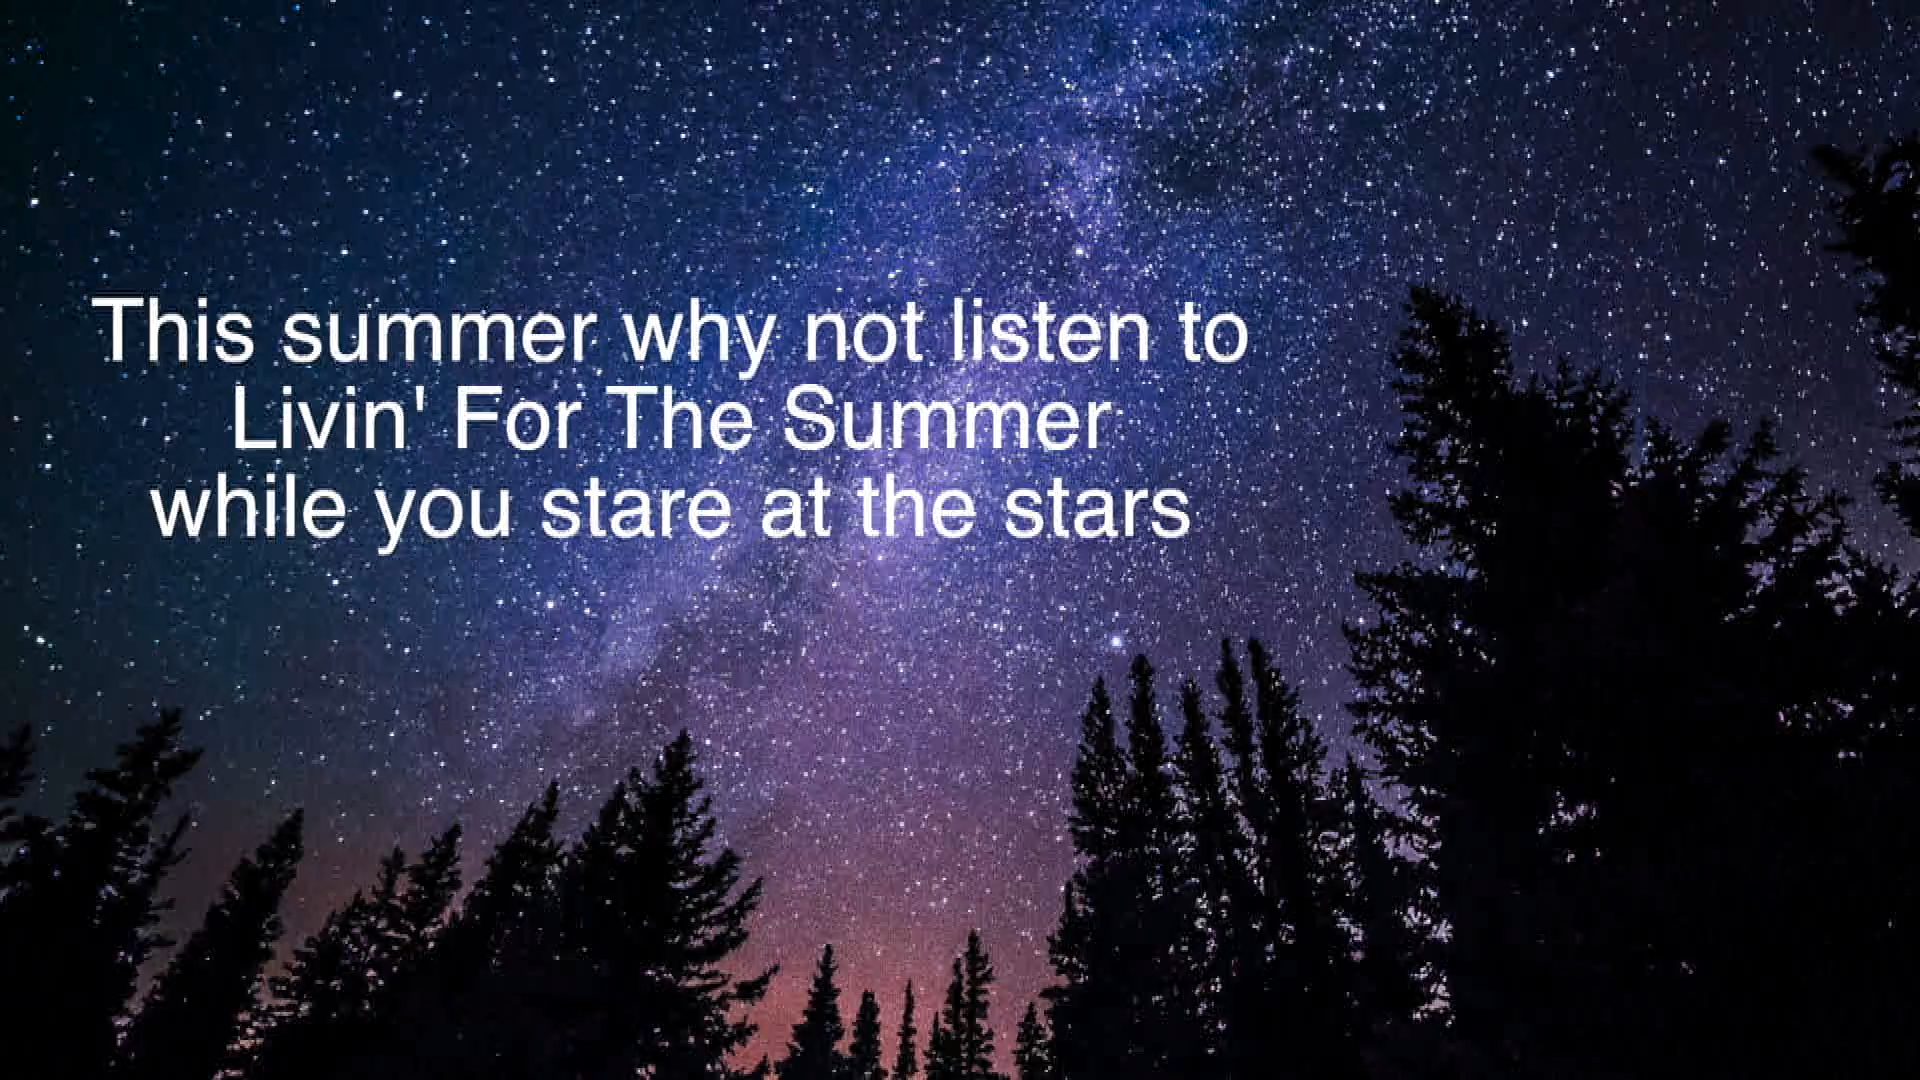 This summer why not listen to
Livin' For The Summer
while you stare at the stars